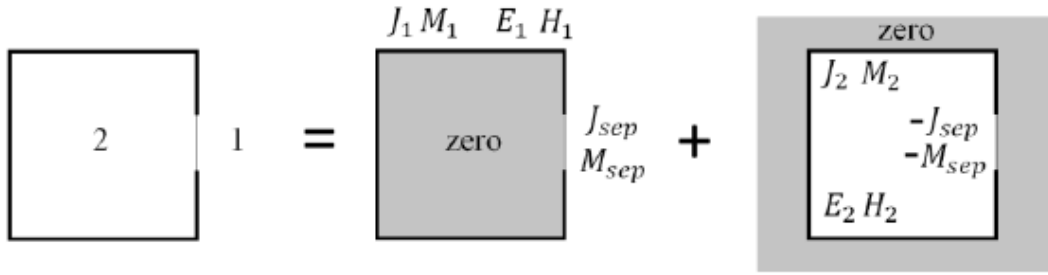 J₁ M₁ E₁ H₁
zero
J₂ M₂
2 1 = zero J_sep + -J_sep
M_sep -M_sep
E₂ H₂